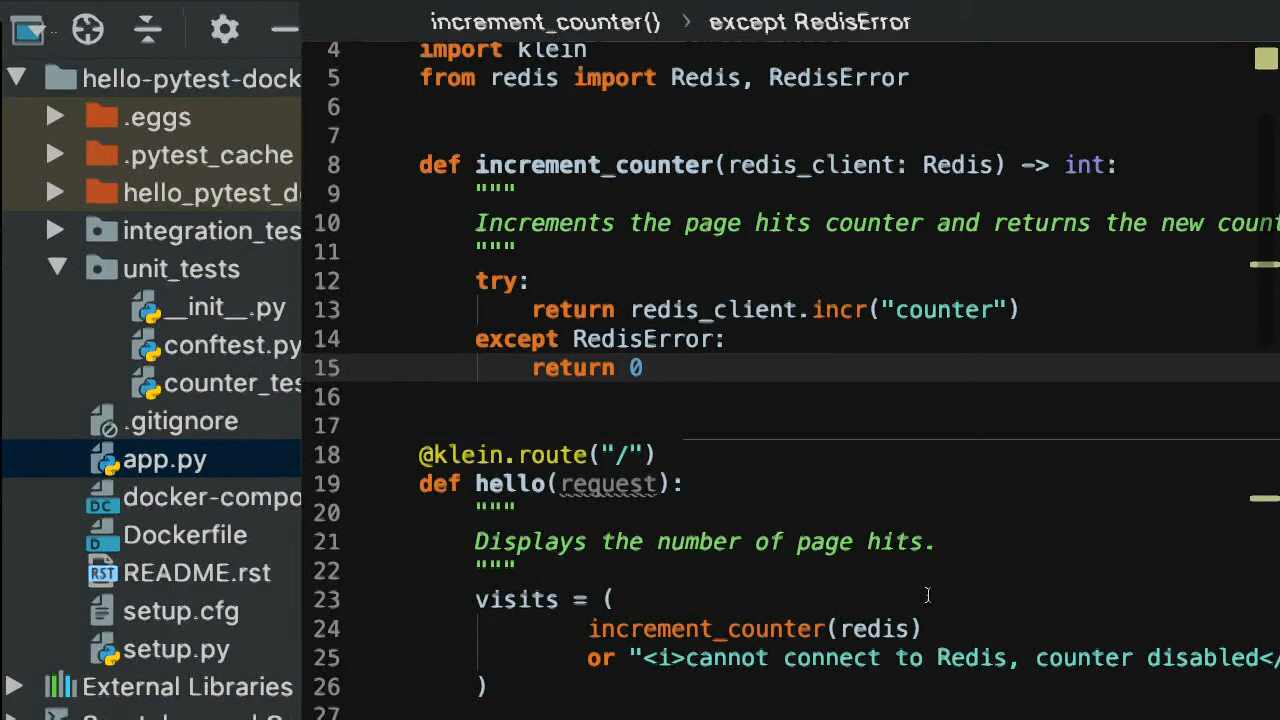 increment_counter() > except RedisError
hello-pytest-dock
.eggs
.pytest_cache
hello_pytest_d
integration_tes
unit_tests
__init__.py
conftest.py
counter_tes
.gitignore
app.py
docker-compo
Dockerfile
README.rst
setup.cfg
setup.py
External Libraries
4 import klein
5 from redis import Redis, RedisError
6
7
8 def increment_counter(redis_client: Redis) -> int:
9 """
10 Increments the page hits counter and returns the new count
11 """
12 try:
13 return redis_client.incr("counter")
14 except RedisError:
15 return 0
16
17
18 @klein.route("/")
19 def hello(request):
20 """
21 Displays the number of page hits.
22 """
23 visits = (
24 increment_counter(redis)
25 or "<i>cannot connect to Redis, counter disabled</
26 )
27